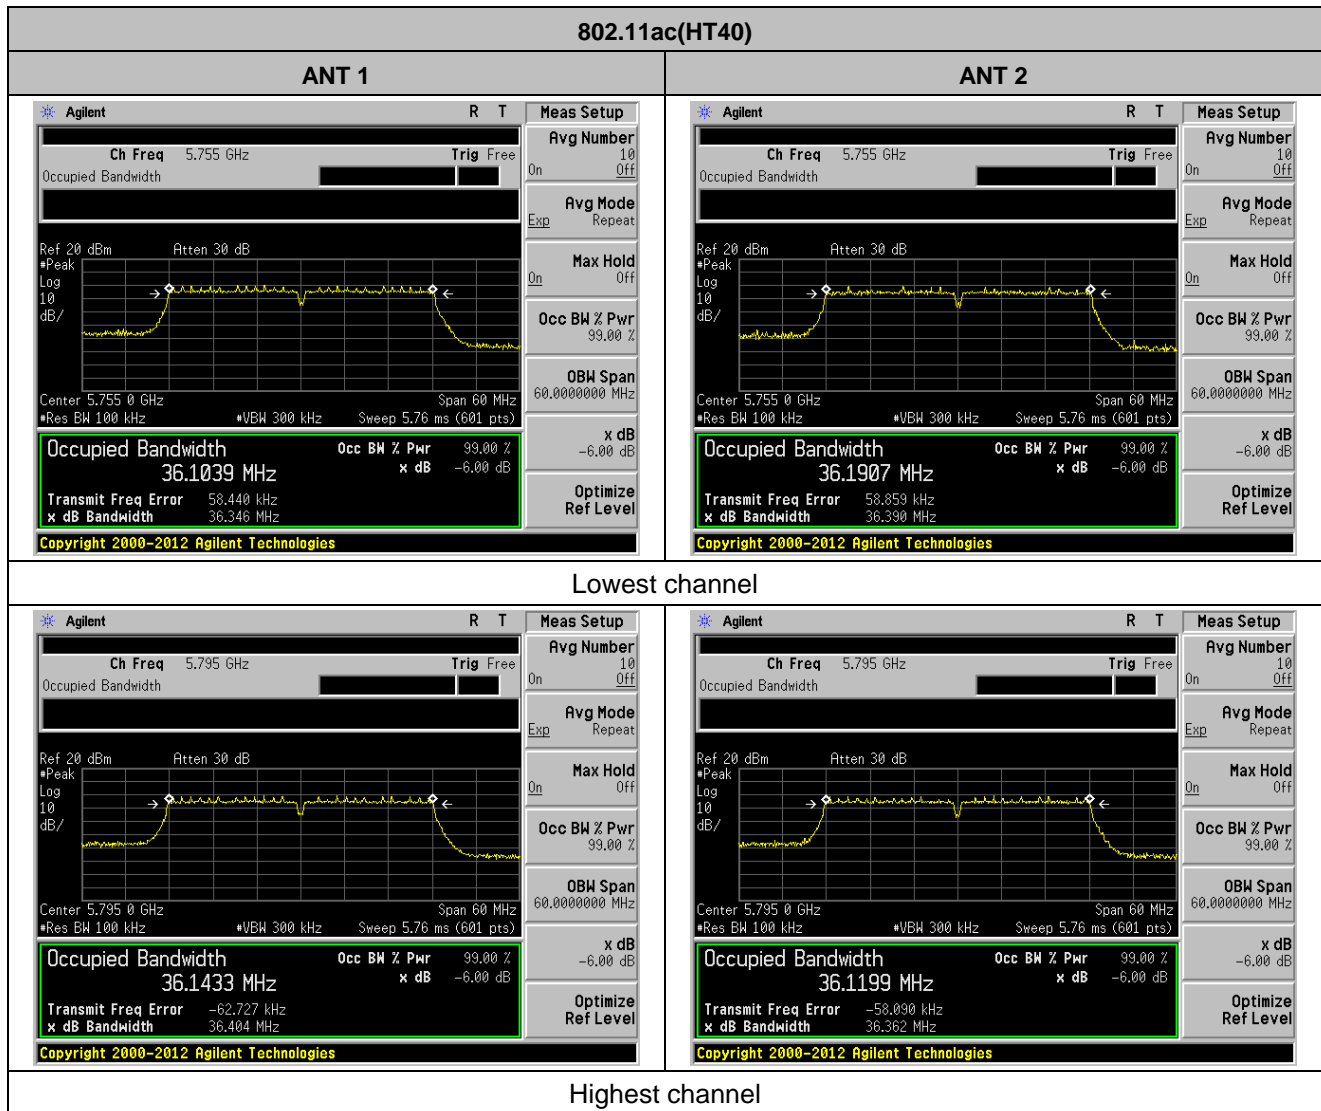 802.11ac(HT40)
ANT 1
ANT 2
Agilent R T Meas Setup
Ch Freq 5.755 GHz Trig Free
Occupied Bandwidth
Avg Number
10
On Off
Avg Mode
Exp Repeat
Ref 20 dBm Atten 30 dB
#Peak
Log
10
dB/
Max Hold
On Off
Occ BW % Pwr
99.00 %
OBW Span
60.0000000 MHz
Center 5.755 0 GHz Span 60 MHz
#Res BW 100 kHz #VBW 300 kHz Sweep 5.76 ms (601 pts)
x dB
-6.00 dB
Occupied Bandwidth Occ BW % Pwr 99.00 %
36.1039 MHz x dB -6.00 dB
Transmit Freq Error 58.440 kHz
x dB Bandwidth 36.346 MHz
Optimize
Ref Level
Copyright 2000-2012 Agilent Technologies
Agilent R T Meas Setup
Ch Freq 5.755 GHz Trig Free
Occupied Bandwidth
Avg Number
10
On Off
Avg Mode
Exp Repeat
Ref 20 dBm Atten 30 dB
#Peak
Log
10
dB/
Max Hold
On Off
Occ BW % Pwr
99.00 %
OBW Span
60.0000000 MHz
Center 5.755 0 GHz Span 60 MHz
#Res BW 100 kHz #VBW 300 kHz Sweep 5.76 ms (601 pts)
x dB
-6.00 dB
Occupied Bandwidth Occ BW % Pwr 99.00 %
36.1907 MHz x dB -6.00 dB
Transmit Freq Error 58.859 kHz
x dB Bandwidth 36.390 MHz
Optimize
Ref Level
Copyright 2000-2012 Agilent Technologies
Lowest channel
Agilent R T Meas Setup
Ch Freq 5.795 GHz Trig Free
Occupied Bandwidth
Avg Number
10
On Off
Avg Mode
Exp Repeat
Ref 20 dBm Atten 30 dB
#Peak
Log
10
dB/
Max Hold
On Off
Occ BW % Pwr
99.00 %
OBW Span
60.0000000 MHz
Center 5.795 0 GHz Span 60 MHz
#Res BW 100 kHz #VBW 300 kHz Sweep 5.76 ms (601 pts)
x dB
-6.00 dB
Occupied Bandwidth Occ BW % Pwr 99.00 %
36.1433 MHz x dB -6.00 dB
Transmit Freq Error -62.727 kHz
x dB Bandwidth 36.404 MHz
Optimize
Ref Level
Copyright 2000-2012 Agilent Technologies
Agilent R T Meas Setup
Ch Freq 5.795 GHz Trig Free
Occupied Bandwidth
Avg Number
10
On Off
Avg Mode
Exp Repeat
Ref 20 dBm Atten 30 dB
#Peak
Log
10
dB/
Max Hold
On Off
Occ BW % Pwr
99.00 %
OBW Span
60.0000000 MHz
Center 5.795 0 GHz Span 60 MHz
#Res BW 100 kHz #VBW 300 kHz Sweep 5.76 ms (601 pts)
x dB
-6.00 dB
Occupied Bandwidth Occ BW % Pwr 99.00 %
36.1199 MHz x dB -6.00 dB
Transmit Freq Error -58.090 kHz
x dB Bandwidth 36.362 MHz
Optimize
Ref Level
Copyright 2000-2012 Agilent Technologies
Highest channel